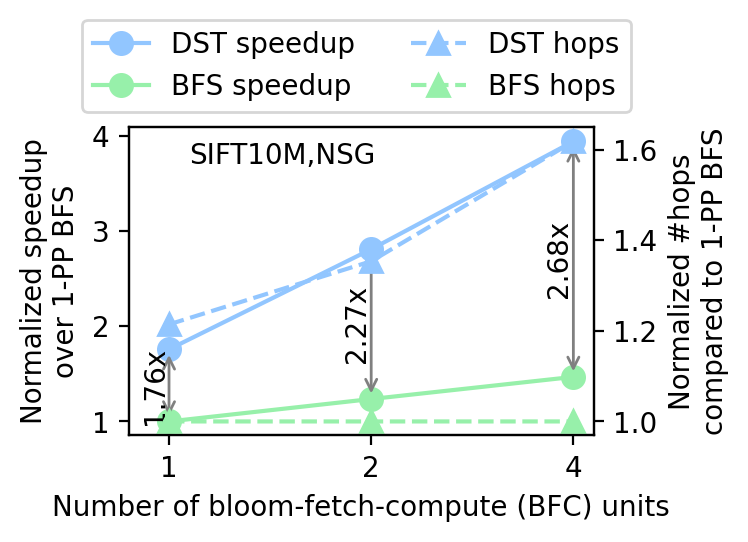 DST speedup
DST hops
BFS speedup
BFS hops
SIFT10M,NSG
Normalized speedup
over 1-PP BFS
4
3
2
1
1.6
1.4
1.2
1.0
Normalized #hops
compared to 1-PP BFS
1.76x
2.27x
2.68x
1
2
4
Number of bloom-fetch-compute (BFC) units